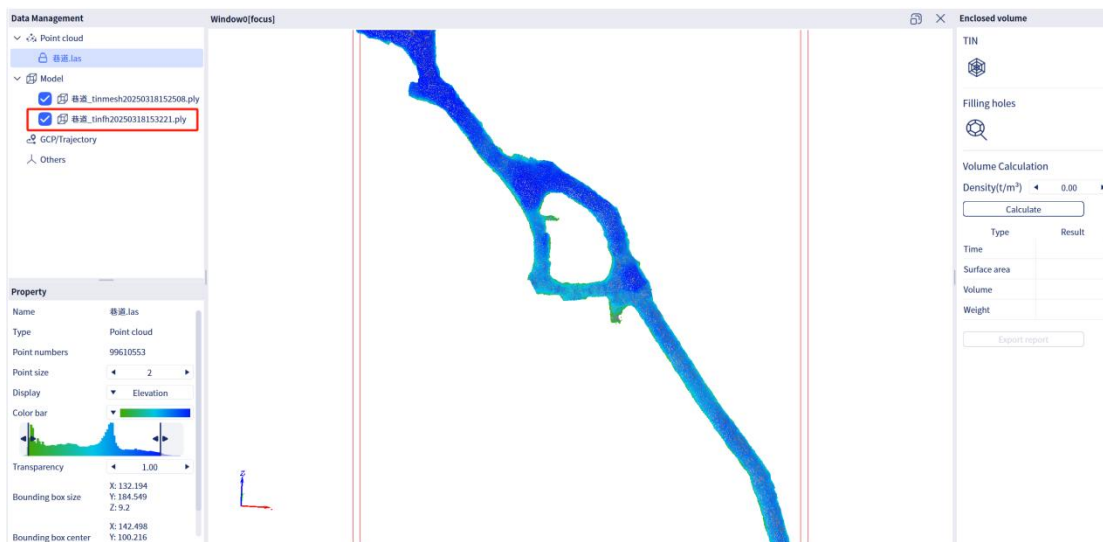 Data Management
Point cloud
巷道.las
Model
巷道_tinmesh20250318152508.ply
巷道_tinfh20250318153221.ply
GCP/Trajectory
Others
Property
Name 巷道.las
Type Point cloud
Point numbers 99610553
Point size 2
Display Elevation
Color bar
Transparency 1.00
Bounding box size X: 132.194
Y: 184.549
Z: 9.2
Bounding box center X: 142.498
Y: 100.216
Window0[focus]
Z
Enclosed volume
TIN
Filling holes
Volume Calculation
Density(t/m³) 0.00
Calculate
Type Result
Time
Surface area
Volume
Weight
Export report